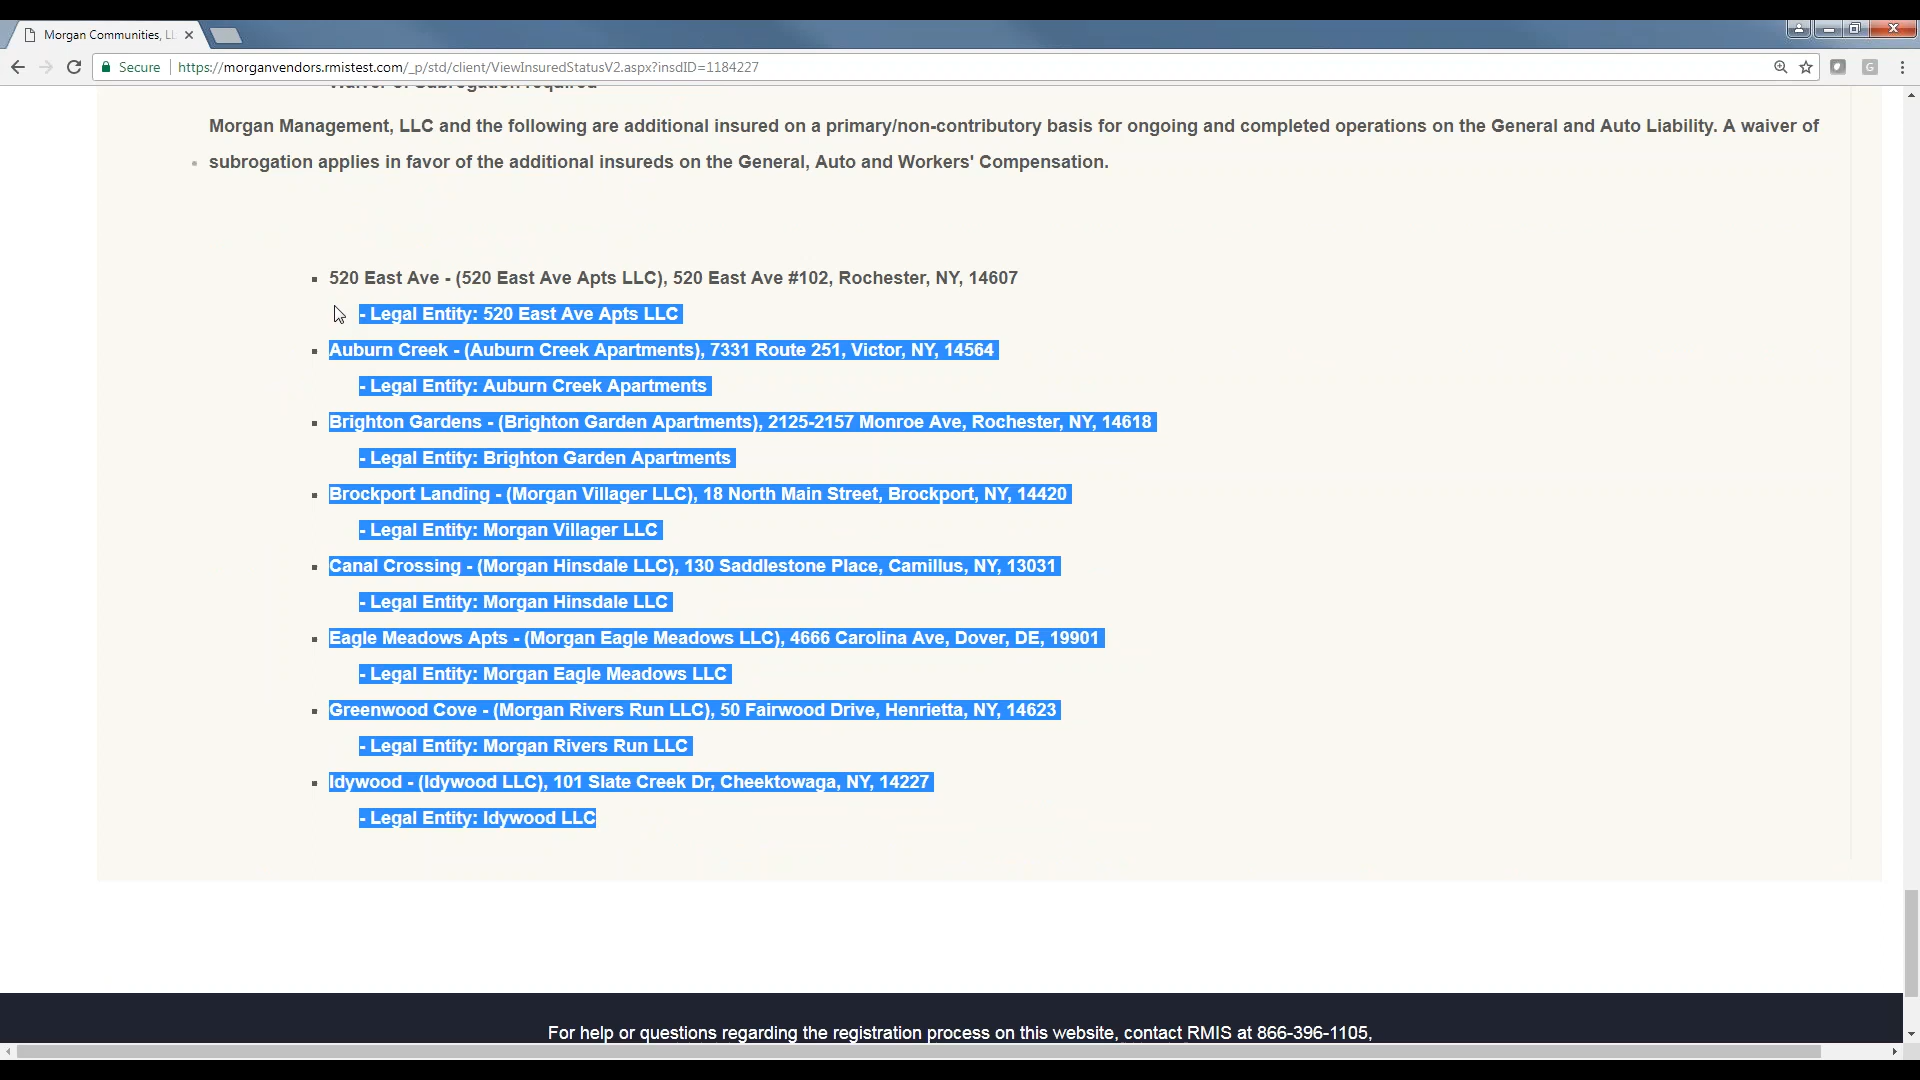 Morgan Communities, L
Secure https://morganvendors.rmistest.com/_p/std/client/ViewInsuredStatusV2.aspx?insdID=1184227
Waiver of Subrogation required
Morgan Management, LLC and the following are additional insured on a primary/non-contributory basis for ongoing and completed operations on the General and Auto Liability. A waiver of
subrogation applies in favor of the additional insureds on the General, Auto and Workers' Compensation.
520 East Ave - (520 East Ave Apts LLC), 520 East Ave #102, Rochester, NY, 14607
- Legal Entity: 520 East Ave Apts LLC
Auburn Creek - (Auburn Creek Apartments), 7331 Route 251, Victor, NY, 14564
- Legal Entity: Auburn Creek Apartments
Brighton Gardens - (Brighton Garden Apartments), 2125-2157 Monroe Ave, Rochester, NY, 14618
- Legal Entity: Brighton Garden Apartments
Brockport Landing - (Morgan Villager LLC), 18 North Main Street, Brockport, NY, 14420
- Legal Entity: Morgan Villager LLC
Canal Crossing - (Morgan Hinsdale LLC), 130 Saddlestone Place, Camillus, NY, 13031
- Legal Entity: Morgan Hinsdale LLC
Eagle Meadows Apts - (Morgan Eagle Meadows LLC), 4666 Carolina Ave, Dover, DE, 19901
- Legal Entity: Morgan Eagle Meadows LLC
Greenwood Cove - (Morgan Rivers Run LLC), 50 Fairwood Drive, Henrietta, NY, 14623
- Legal Entity: Morgan Rivers Run LLC
Idywood - (Idywood LLC), 101 Slate Creek Dr, Cheektowaga, NY, 14227
- Legal Entity: Idywood LLC
For help or questions regarding the registration process on this website, contact RMIS at 866-396-1105,